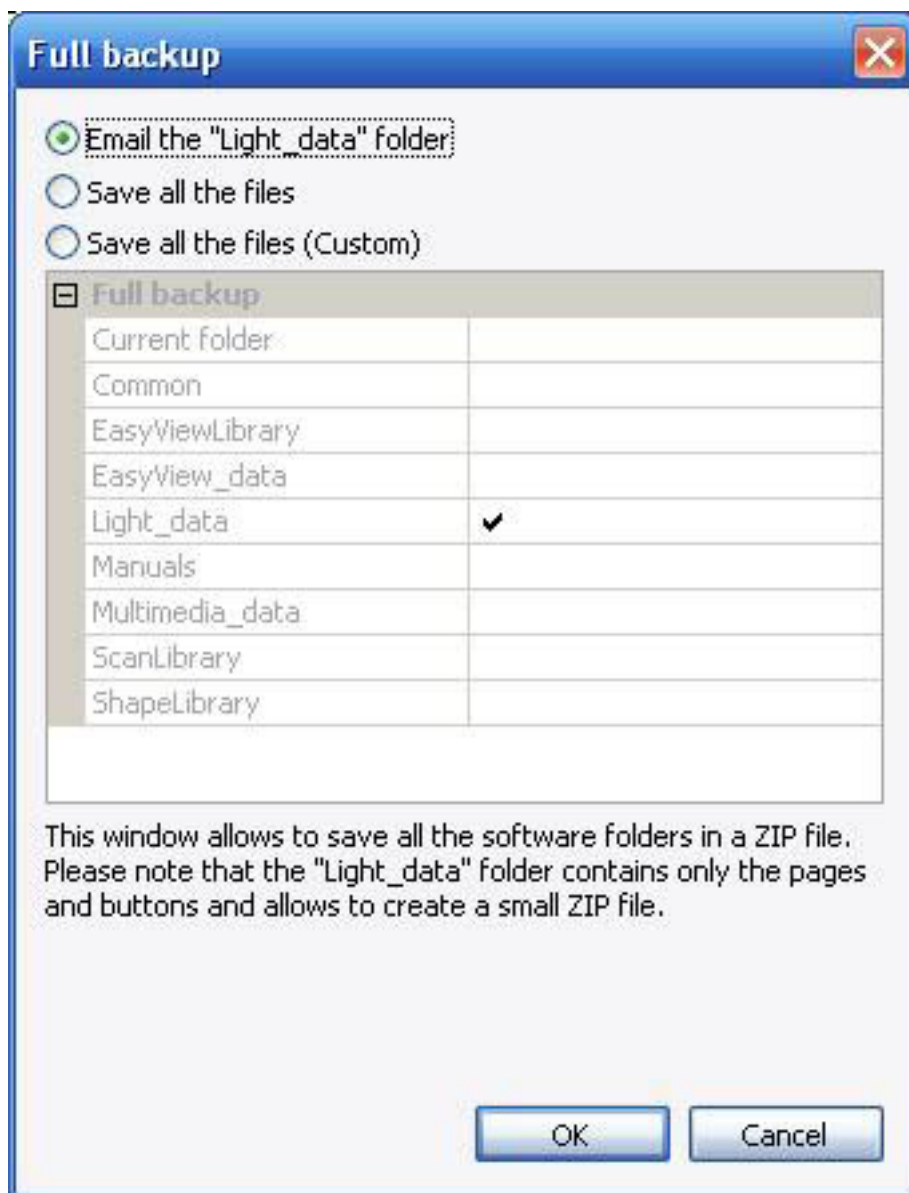 Full backup
Email the "Light_data" folder
Save all the files
Save all the files (Custom)
Full backup
Current folder
Common
EasyViewLibrary
EasyView_data
Light_data
Manuals
Multimedia_data
ScanLibrary
ShapeLibrary
This window allows to save all the software folders in a ZIP file.
Please note that the "Light_data" folder contains only the pages
and buttons and allows to create a small ZIP file.
OK Cancel